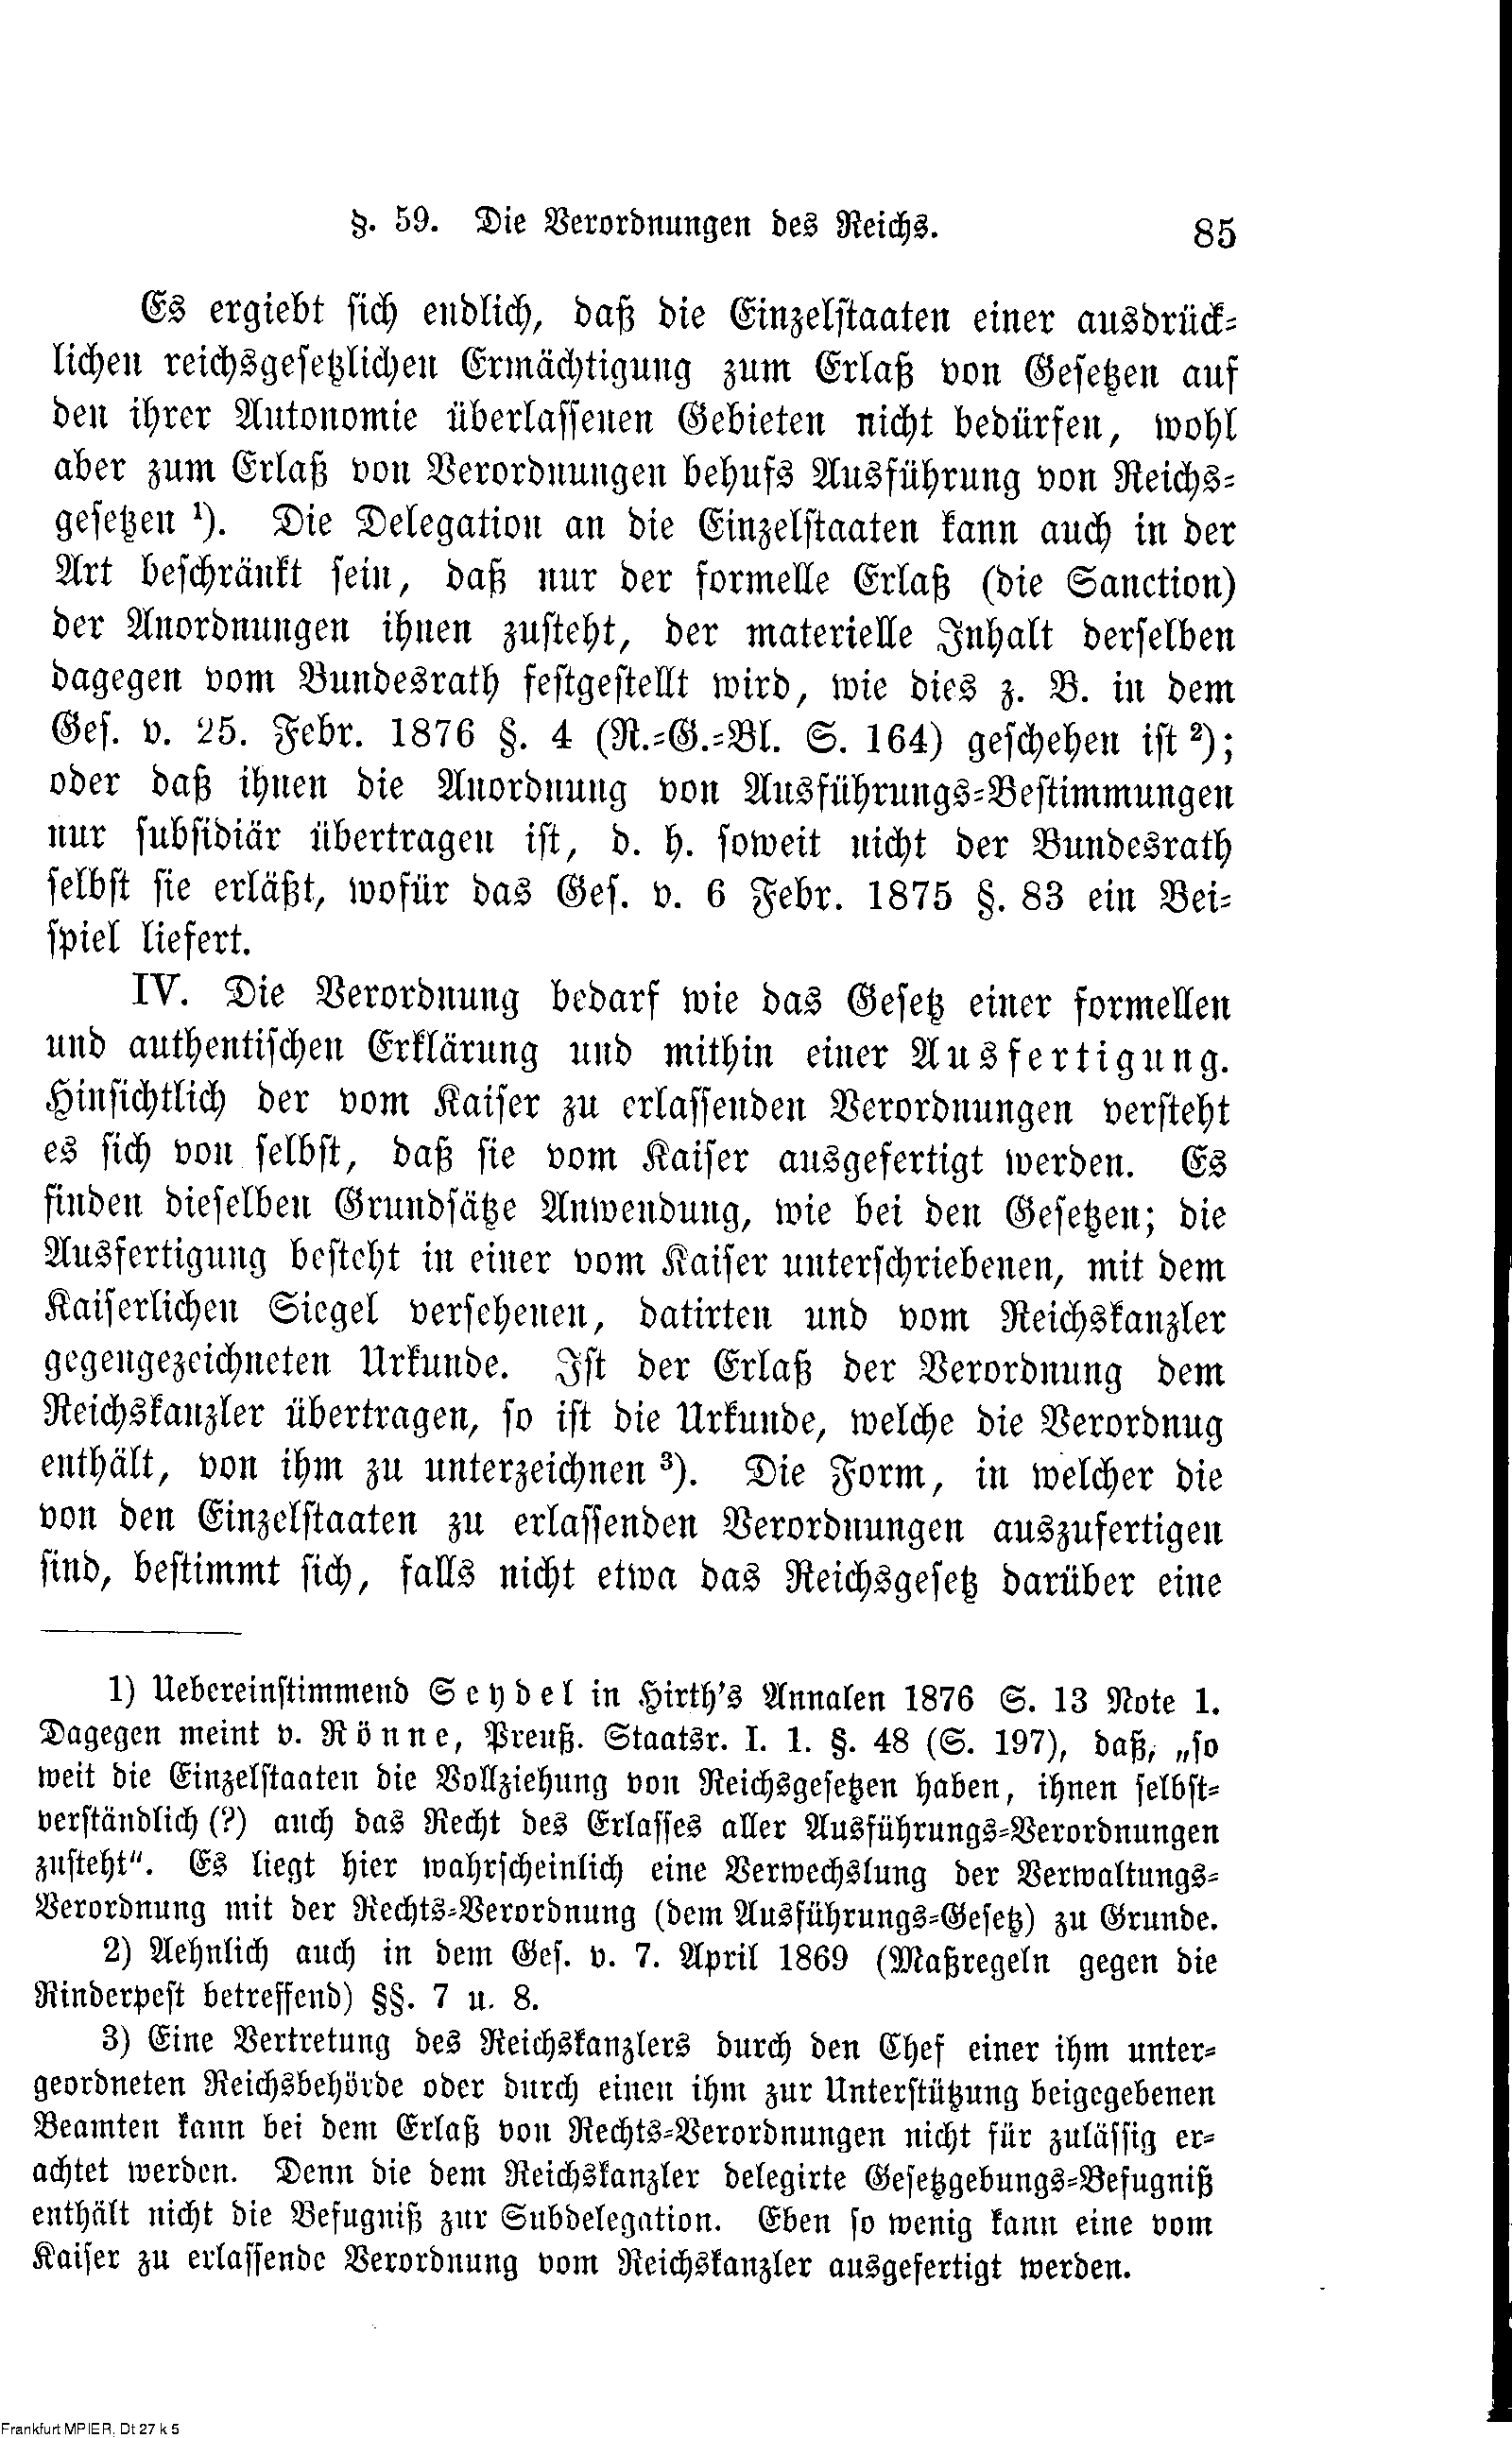 §. 59. Die Verordnungen des Reichs. 85
Es ergiebt sich endlich, daß die Einzelstaaten einer ausdrück-
lichen reichsgesetzlichen Ermächtigung zum Erlaß von Gesetzen auf
den ihrer Autonomie überlassenen Gebieten nicht bedürfen, wohl
aber zum Erlaß von Verordnungen behufs Ausführung von Reichs-
gesetzen ¹). Die Delegation an die Einzelstaaten kann auch in der
Art beschränkt sein, daß nur der formelle Erlaß (die Sanction)
der Anordnungen ihnen zusteht, der materielle Inhalt derselben
dagegen vom Bundesrath festgestellt wird, wie dies z. B. in dem
Ges. v. 25. Febr. 1876 §. 4 (R.-G.-Bl. S. 164) geschehen ist ²);
oder daß ihnen die Anordnung von Ausführungs-Bestimmungen
nur subsidiär übertragen ist, d. h. soweit nicht der Bundesrath
selbst sie erläßt, wofür das Ges. v. 6 Febr. 1875 §. 83 ein Bei-
spiel liefert.
IV. Die Verordnung bedarf wie das Gesetz einer formellen
und authentischen Erklärung und mithin einer Ausfertigung.
Hinsichtlich der vom Kaiser zu erlassenden Verordnungen versteht
es sich von selbst, daß sie vom Kaiser ausgefertigt werden. Es
finden dieselben Grundsätze Anwendung, wie bei den Gesetzen; die
Ausfertigung besteht in einer vom Kaiser unterschriebenen, mit dem
Kaiserlichen Siegel versehenen, datirten und vom Reichskanzler
gegengezeichneten Urkunde. Ist der Erlaß der Verordnung dem
Reichskanzler übertragen, so ist die Urkunde, welche die Verordnug
enthält, von ihm zu unterzeichnen ³). Die Form, in welcher die
von den Einzelstaaten zu erlassenden Verordnungen auszufertigen
sind, bestimmt sich, falls nicht etwa das Reichsgesetz darüber eine
1) Uebereinstimmend Seydel in Hirth's Annalen 1876 S. 13 Note 1.
Dagegen meint v. Rönne, Preuß. Staatsr. I. 1. §. 48 (S. 197), daß, „so
weit die Einzelstaaten die Vollziehung von Reichsgesetzen haben, ihnen selbst-
verständlich (?) auch das Recht des Erlasses aller Ausführungs-Verordnungen
zusteht“. Es liegt hier wahrscheinlich eine Verwechslung der Verwaltungs-
Verordnung mit der Rechts-Verordnung (dem Ausführungs-Gesetz) zu Grunde.
2) Aehnlich auch in dem Ges. v. 7. April 1869 (Maßregeln gegen die
Rinderpest betreffend) §§. 7 u. 8.
3) Eine Vertretung des Reichskanzlers durch den Chef einer ihm unter-
geordneten Reichsbehörde oder durch einen ihm zur Unterstützung beigegebenen
Beamten kann bei dem Erlaß von Rechts-Verordnungen nicht für zulässig er-
achtet werden. Denn die dem Reichskanzler delegirte Gesetzgebungs-Befugniß
enthält nicht die Befugniß zur Subdelegation. Eben so wenig kann eine vom
Kaiser zu erlassende Verordnung vom Reichskanzler ausgefertigt werden.
Frankfurt MPIER, Dt 27 k 5